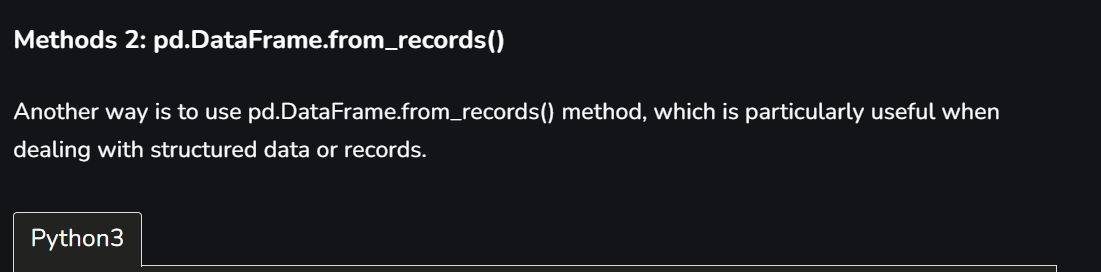 Methods 2: pd.DataFrame.from_records()
Another way is to use pd.DataFrame.from_records() method, which is particularly useful when
dealing with structured data or records.
Python3